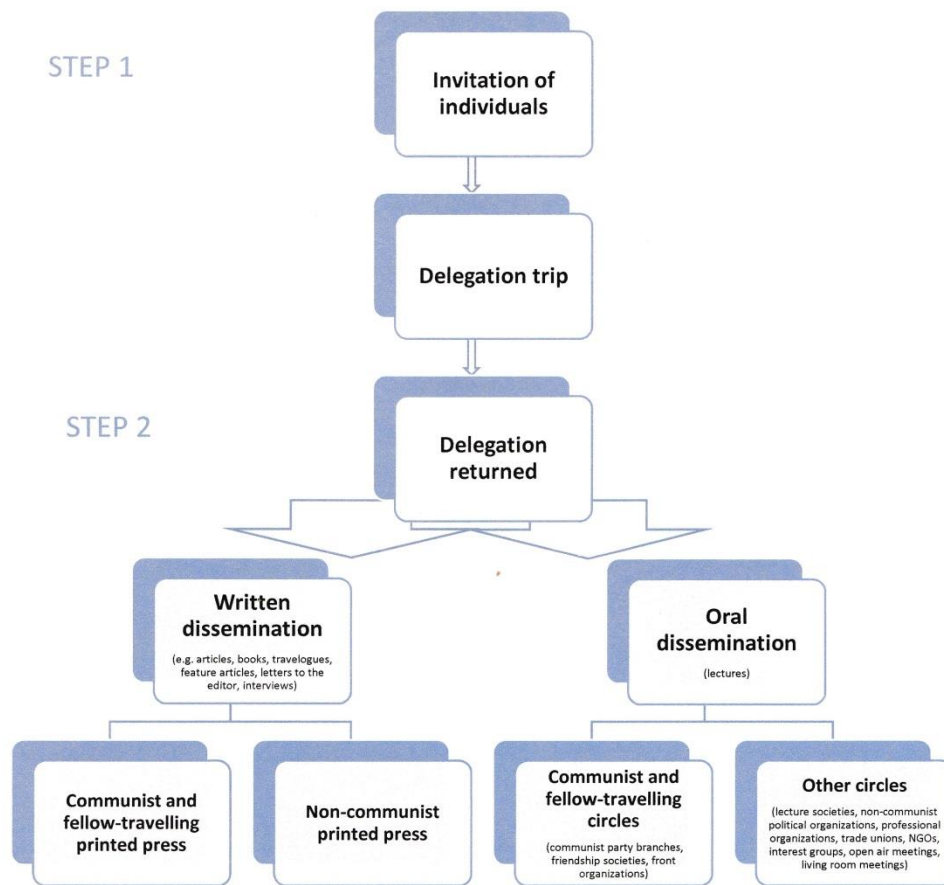 STEP 1
Invitation of
individuals
Delegation trip
STEP 2
Delegation
returned
Written
dissemination
(e.g. articles, books, travelogues,
feature articles, letters to the
editor, interviews)
Oral
dissemination
(lectures)
Communist and
fellow-travelling
printed press
Non-communist
printed press
Communist and
fellow-travelling
circles
(communist party branches,
friendship societies, front
organizations)
Other circles
(lecture societies, non-communist
political organizations, professional
organizations, trade unions, NGOs,
interest groups, open air meetings,
living room meetings)